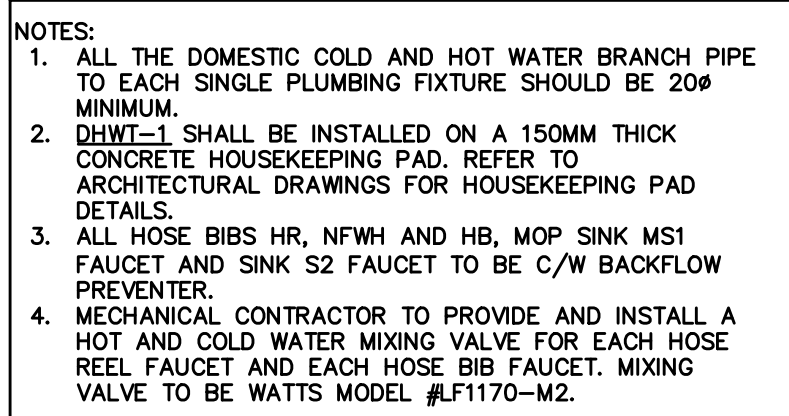 NOTES:
1. ALL THE DOMESTIC COLD AND HOT WATER BRANCH PIPE
TO EACH SINGLE PLUMBING FIXTURE SHOULD BE 20ø
MINIMUM.
2. DHWT-1 SHALL BE INSTALLED ON A 150MM THICK
CONCRETE HOUSEKEEPING PAD. REFER TO
ARCHITECTURAL DRAWINGS FOR HOUSEKEEPING PAD
DETAILS.
3. ALL HOSE BIBS HR, NFWH AND HB, MOP SINK MS1
FAUCET AND SINK S2 FAUCET TO BE C/W BACKFLOW
PREVENTER.
4. MECHANICAL CONTRACTOR TO PROVIDE AND INSTALL A
HOT AND COLD WATER MIXING VALVE FOR EACH HOSE
REEL FAUCET AND EACH HOSE BIB FAUCET. MIXING
VALVE TO BE WATTS MODEL #LF1170-M2.